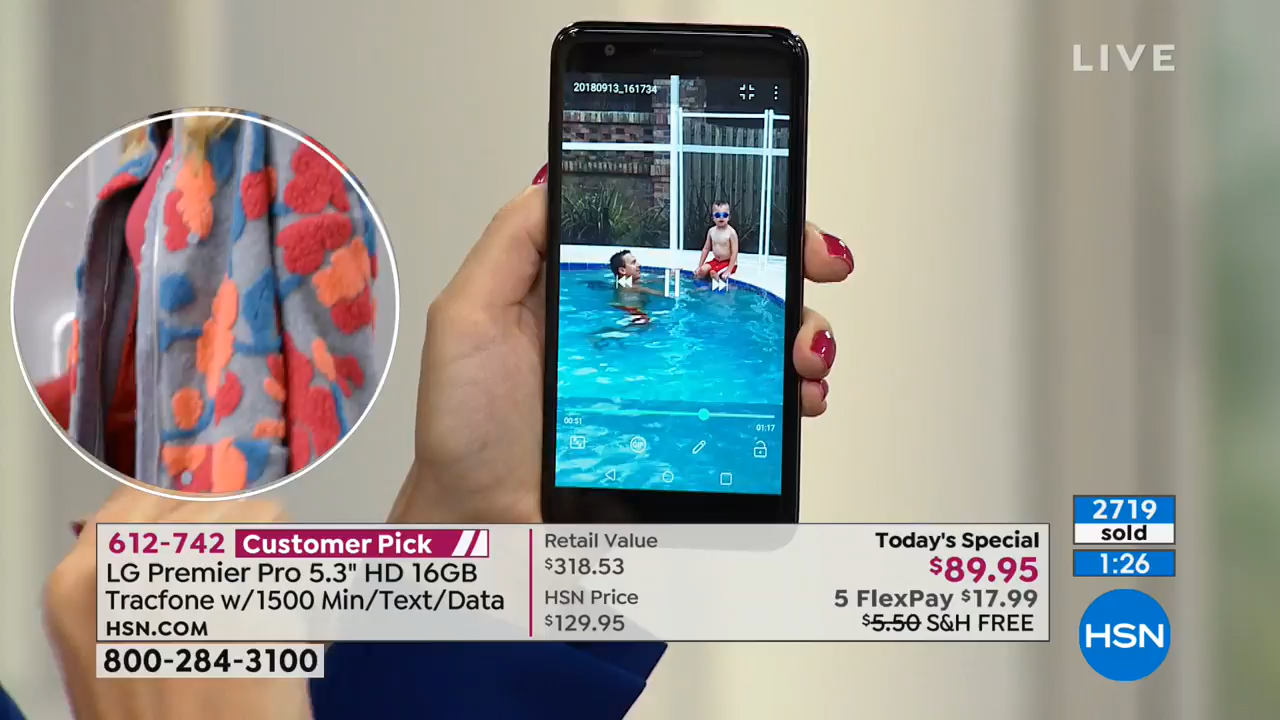 LIVE
20180913_161734
00:51
01:17
612-742 Customer Pick
LG Premier Pro 5.3" HD 16GB
Tracfone w/1500 Min/Text/Data
HSN.COM
800-284-3100
Retail Value
$318.53
HSN Price
$129.95
Today's Special
$89.95
5 FlexPay $17.99
$5.50 S&H FREE
2719
sold
1:26
HSN